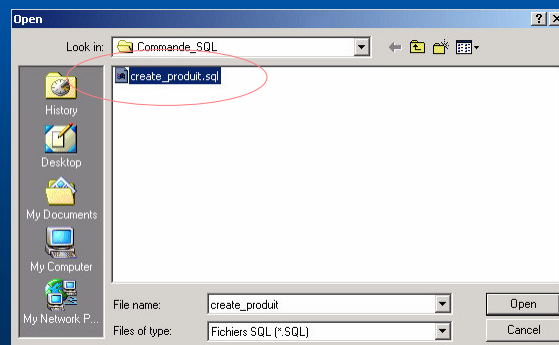 Open
Look in: Commande_SQL
create_produit.sql
History
Desktop
My Documents
My Computer
My Network P...
File name: create_produit Open
Files of type: Fichiers SQL (*.SQL) Cancel